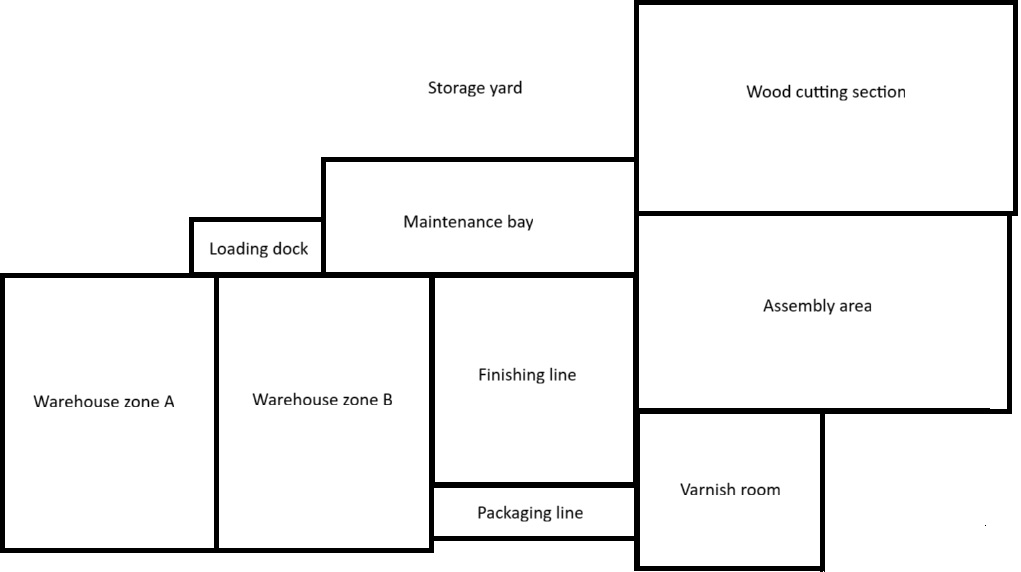 Storage yard
Wood cutting section
Maintenance bay
Loading dock
Assembly area
Finishing line
Warehouse zone A
Warehouse zone B
Varnish room
Packaging line